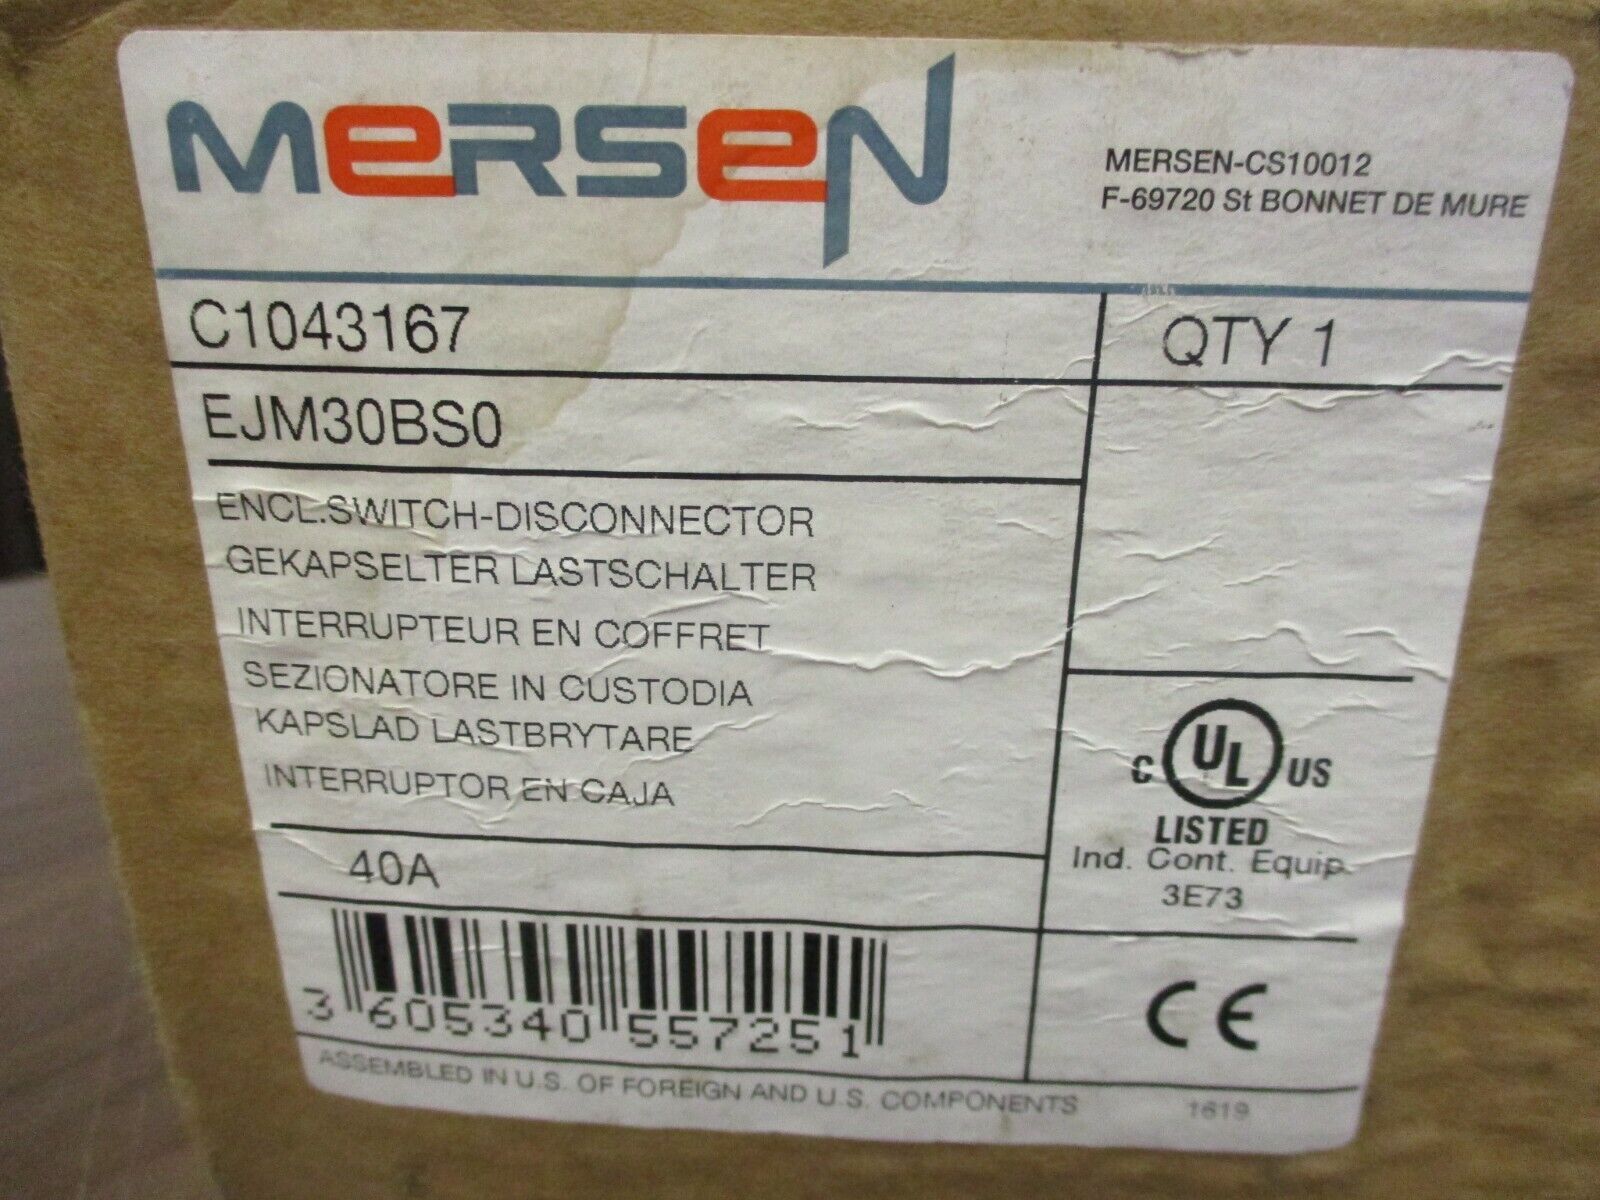 MERSEN
MERSEN-CS10012
F-69720 St BONNET DE MURE
C1043167
QTY 1
EJM30BS0
ENCL.SWITCH-DISCONNECTOR
GEKAPSELTER LASTSCHALTER
INTERRUPTEUR EN COFFRET
SEZIONATORE IN CUSTODIA
KAPSLAD LASTBRYTARE
INTERRUPTOR EN CAJA
C UL US
LISTED
Ind. Cont. Equip.
3E73
40A
3 605340 557251
CE
ASSEMBLED IN U.S. OF FOREIGN AND U.S. COMPONENTS
1619